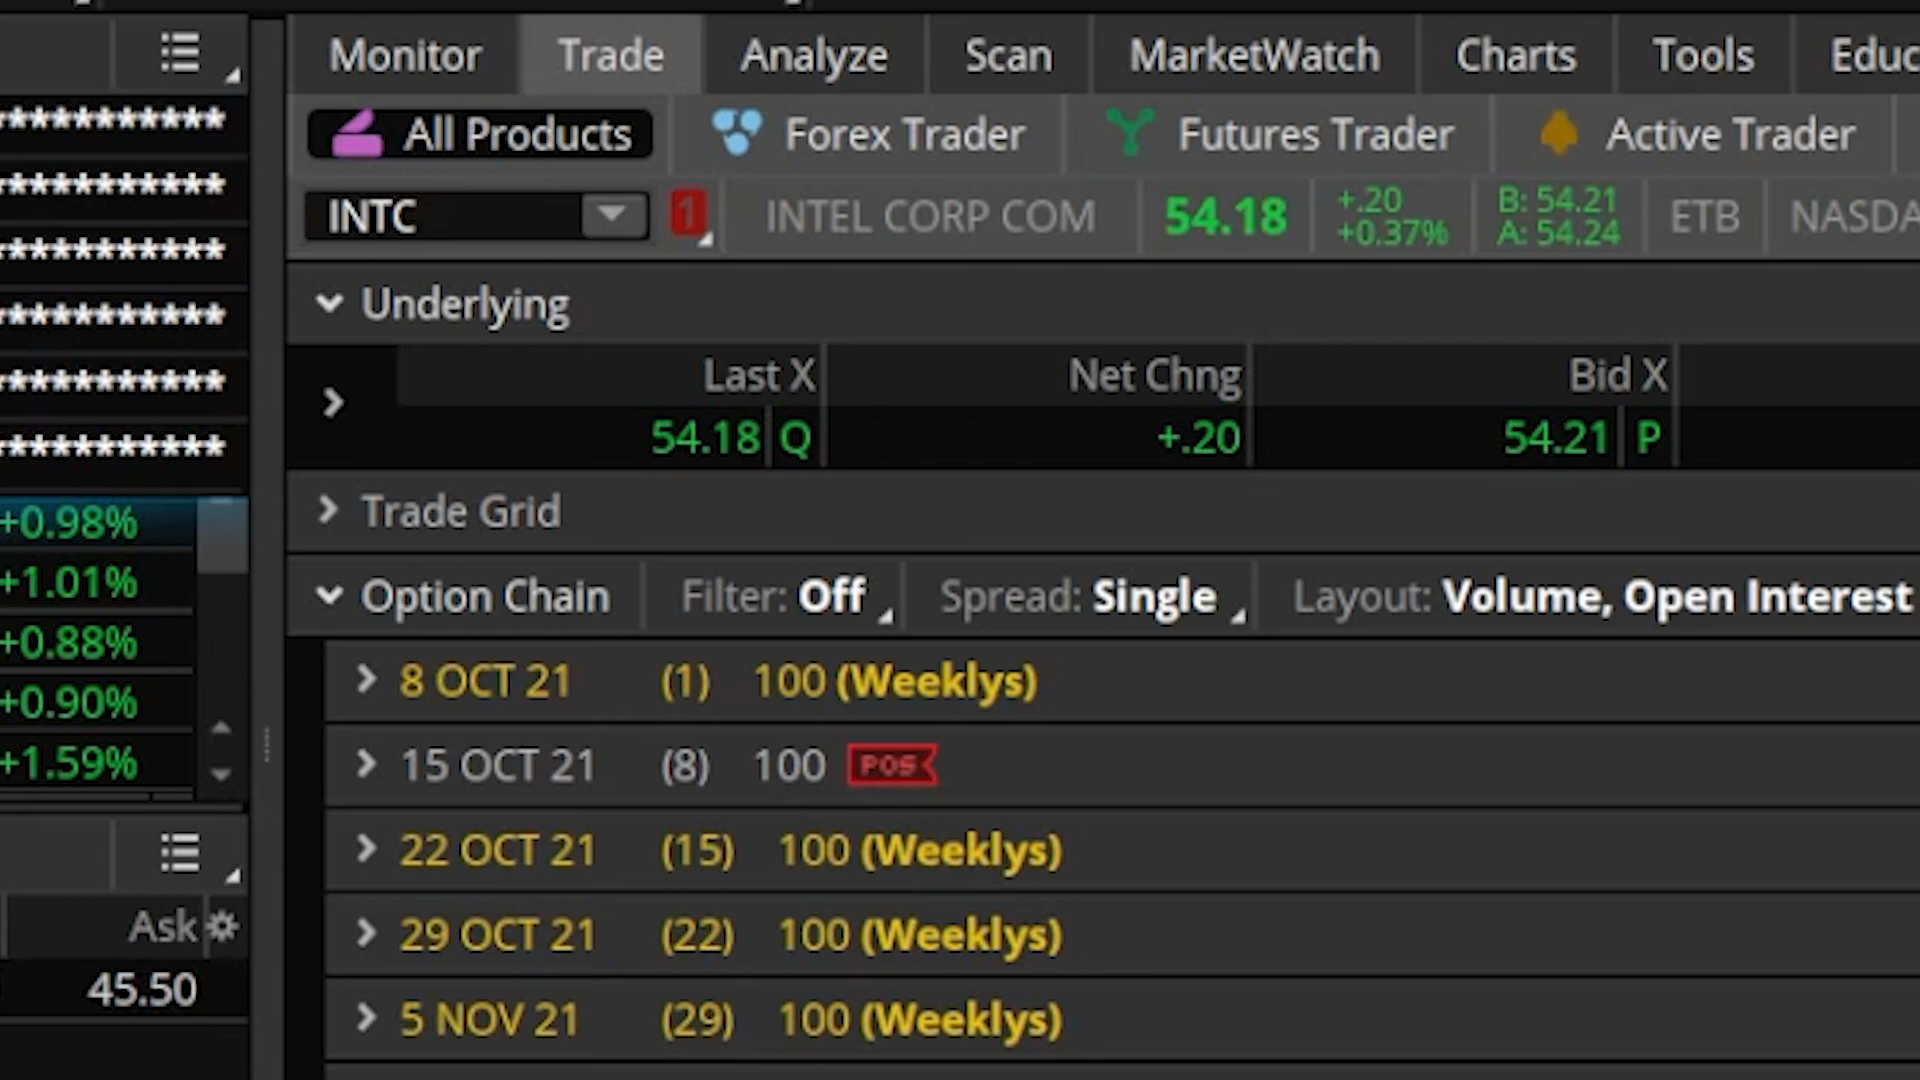 Monitor Trade Analyze Scan MarketWatch Charts Tools Educ
All Products Forex Trader Futures Trader Active Trader
INTC 1 INTEL CORP COM 54.18 +.20 B: 54.21 ETB NASDA
+0.37% A: 54.24
Underlying
Last X Net Chng Bid X
54.18 Q +.20 54.21 P
Trade Grid
Option Chain Filter: Off Spread: Single Layout: Volume, Open Interest
8 OCT 21 (1) 100 (Weeklys)
15 OCT 21 (8) 100 POS
22 OCT 21 (15) 100 (Weeklys)
29 OCT 21 (22) 100 (Weeklys)
5 NOV 21 (29) 100 (Weeklys)
***********
***********
***********
***********
***********
***********
+0.98%
+1.01%
+0.88%
+0.90%
+1.59%
Ask
45.50